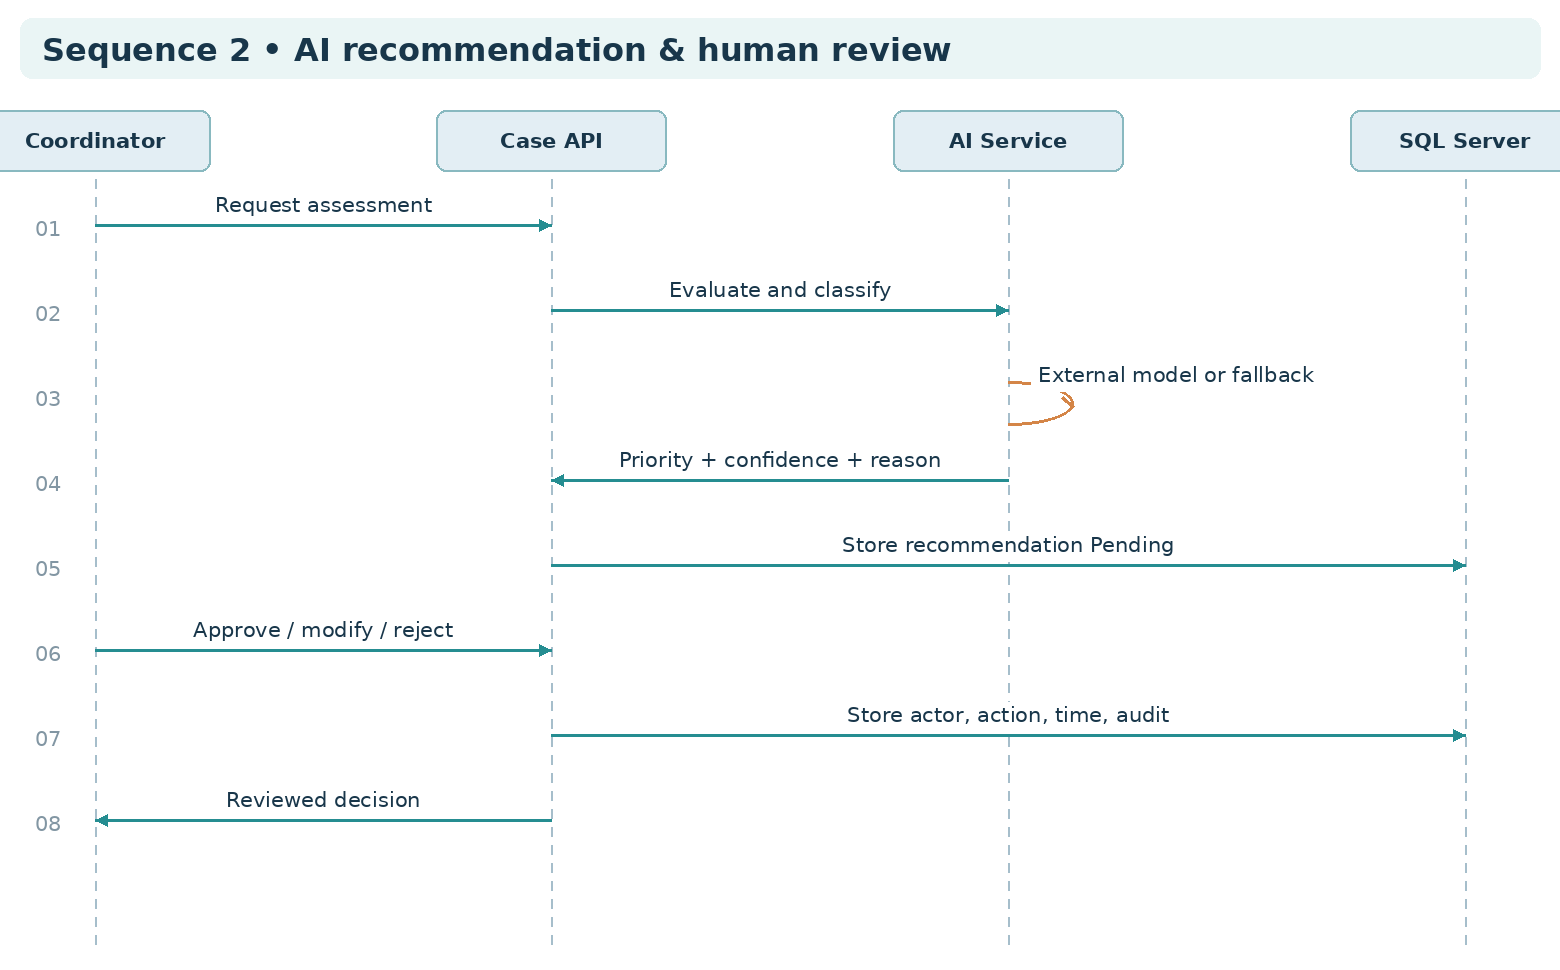 Sequence 2 • AI recommendation & human review
Coordinator
Case API
AI Service
SQL Server
01
Request assessment
02
Evaluate and classify
03
External model or fallback
04
Priority + confidence + reason
05
Store recommendation Pending
06
Approve / modify / reject
07
Store actor, action, time, audit
08
Reviewed decision